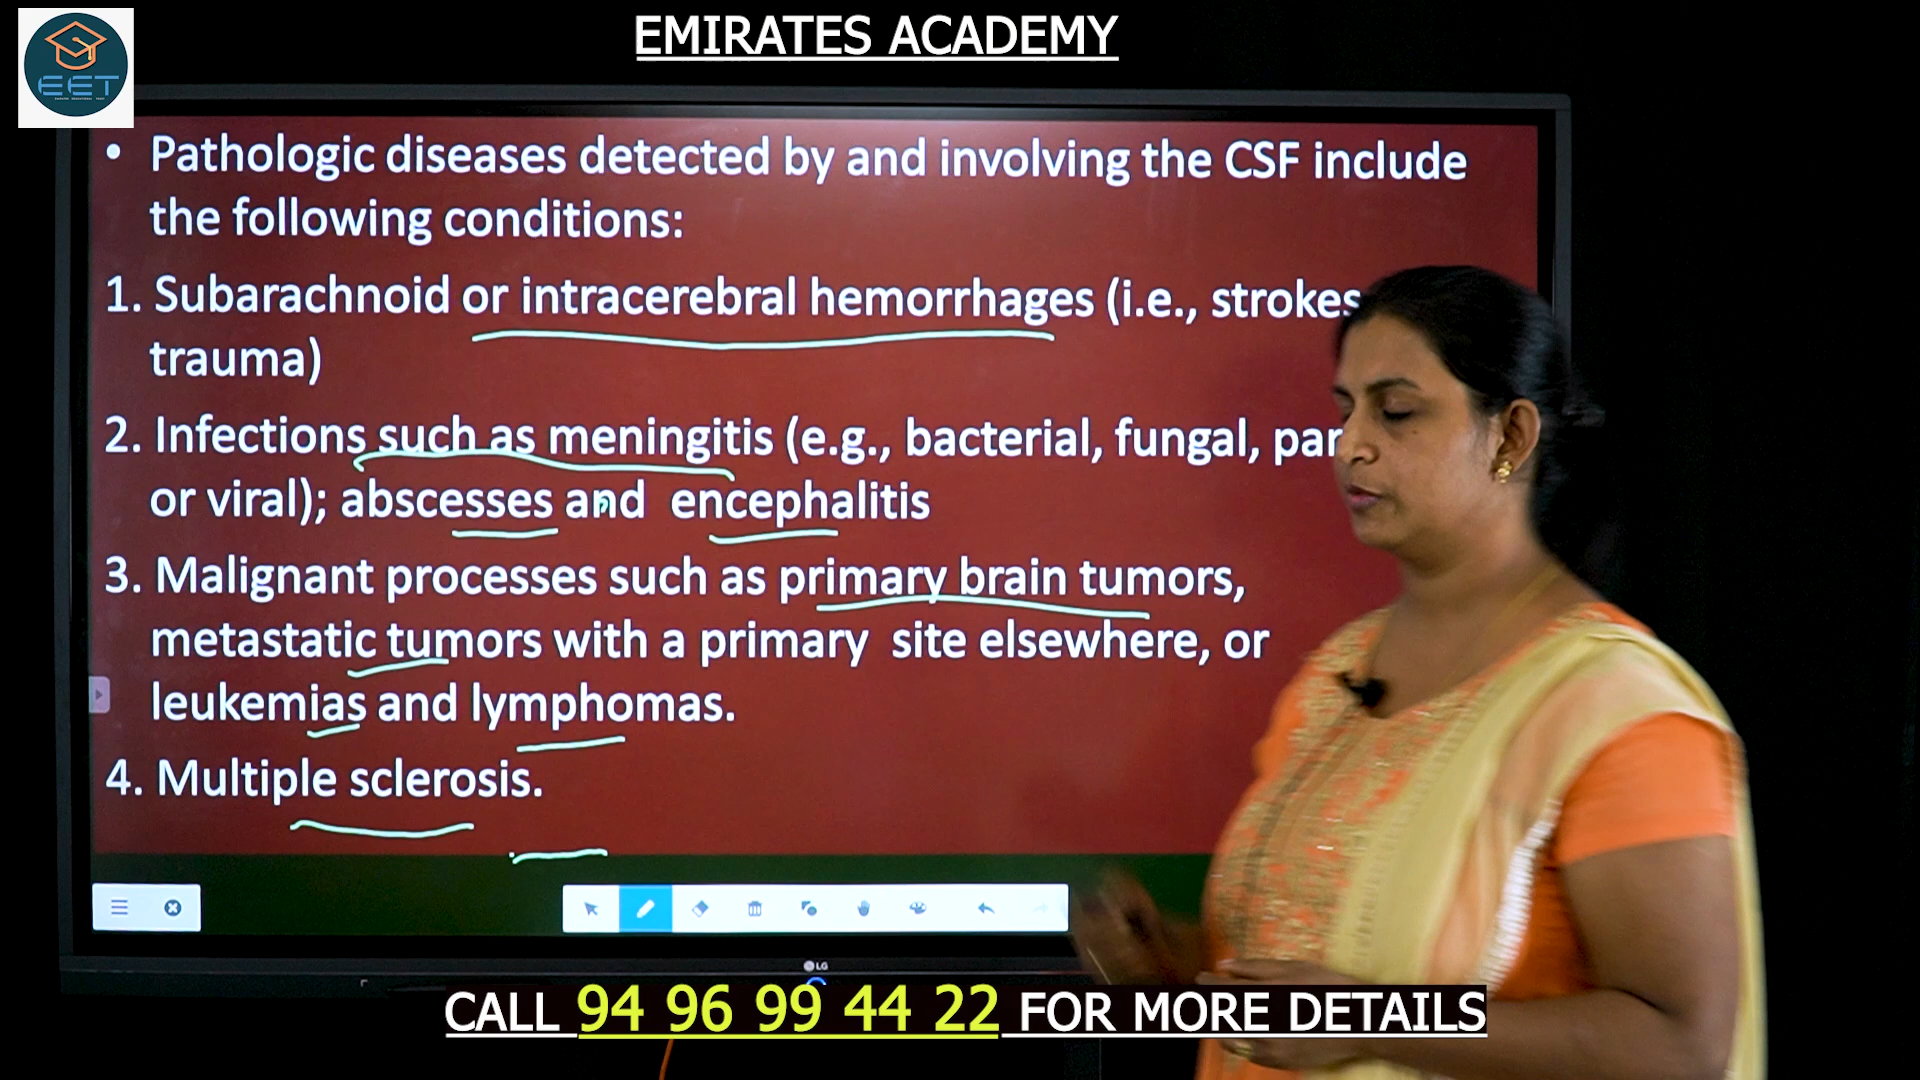 EMIRATES ACADEMY
EET
• Pathologic diseases detected by and involving the CSF include
the following conditions:
1. Subarachnoid or intracerebral hemorrhages (i.e., strokes
trauma)
2. Infections such as meningitis (e.g., bacterial, fungal,
or viral); abscesses and encephalitis
3. Malignant processes such as primary brain tumors,
metastatic tumors with a primary site elsewhere, or
leukemias and lymphomas.
4. Multiple sclerosis.
LG
CALL 94 96 99 44 22 FOR MORE DETAILS